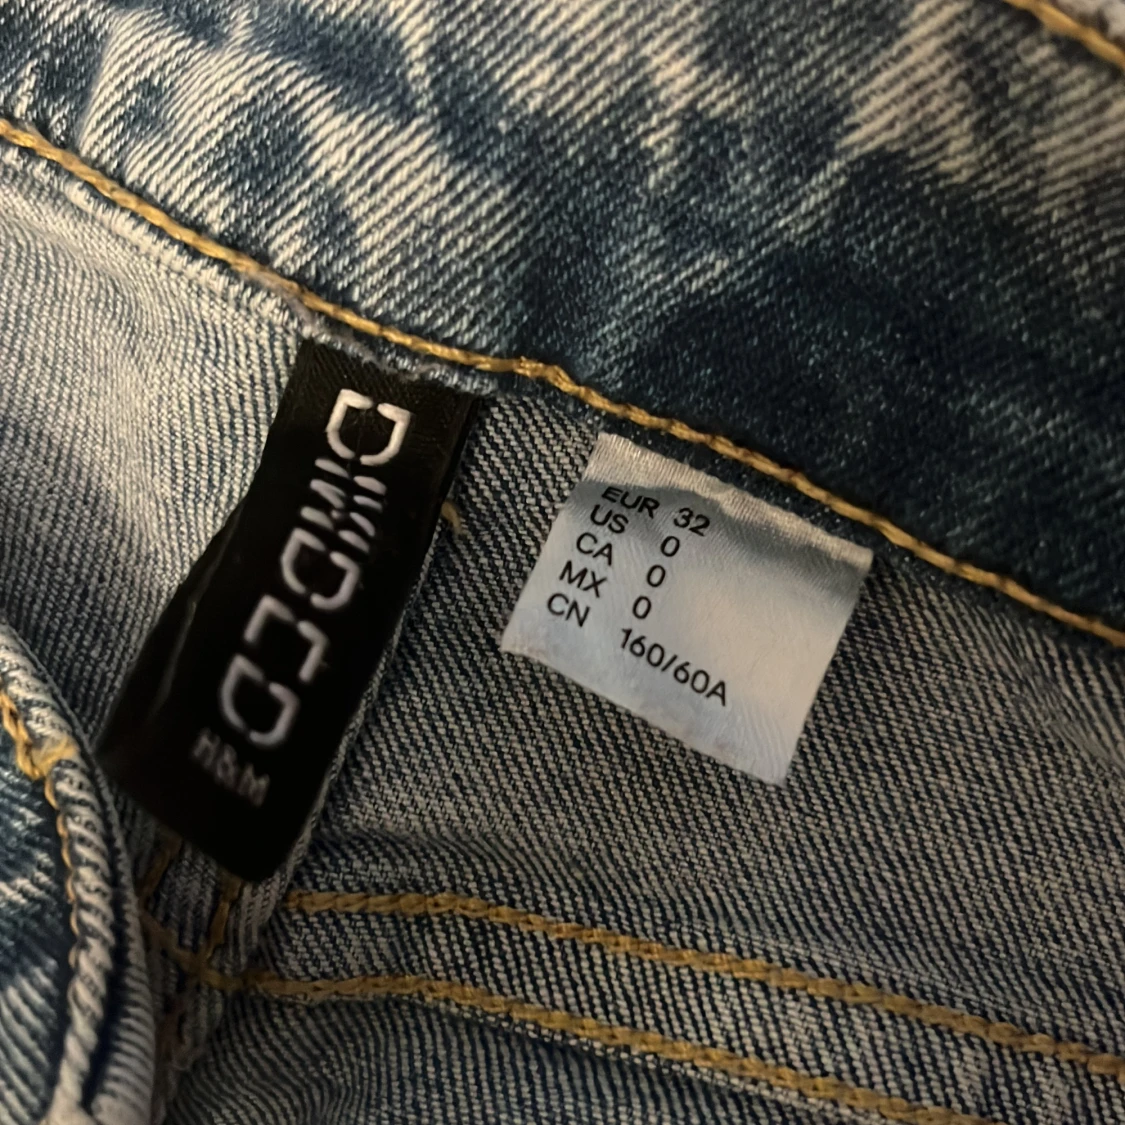 DIVIDED
H&M
EUR 32
US 0
CA 0
MX 0
CN 160/60A